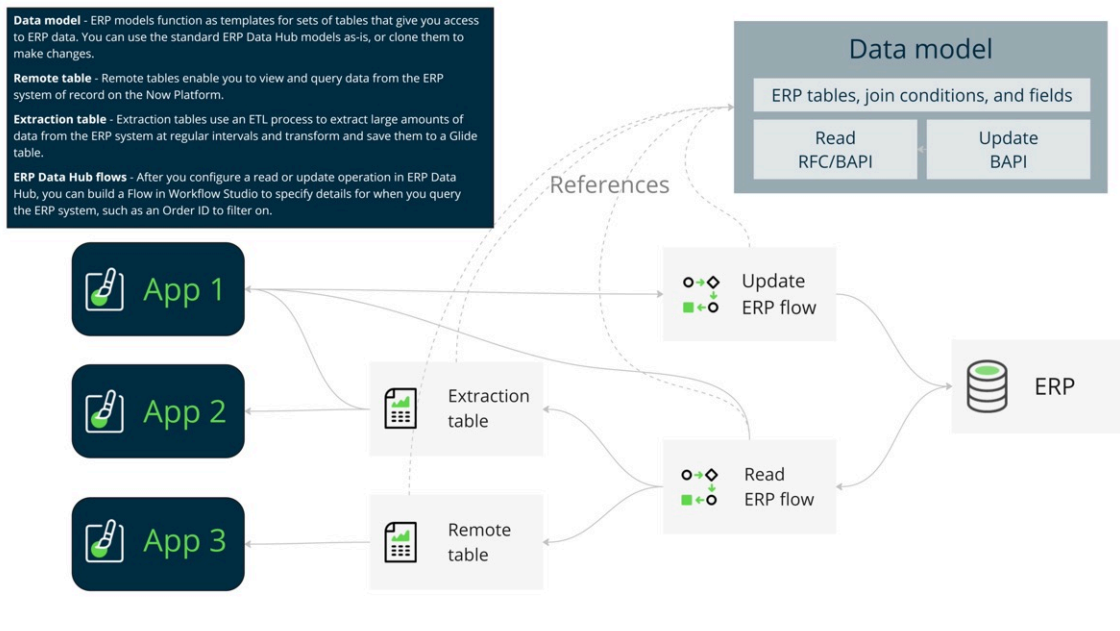 Data model - ERP models function as templates for sets of tables that give you access
to ERP data. You can use the standard ERP Data Hub models as-is, or clone them to
make changes.
Remote table - Remote tables enable you to view and query data from the ERP
system of record on the Now Platform.
Extraction table - Extraction tables use an ETL process to extract large amounts of
data from the ERP system at regular intervals and transform and save them to a Glide
table.
ERP Data Hub flows - After you configure a read or update operation in ERP Data
Hub, you can build a Flow in Workflow Studio to specify details for when you query
the ERP system, such as an Order ID to filter on.
Data model
ERP tables, join conditions, and fields
Read
RFC/BAPI
Update
BAPI
References
App 1
Update
ERP flow
ERP
App 2
Extraction
table
Read
ERP flow
App 3
Remote
table